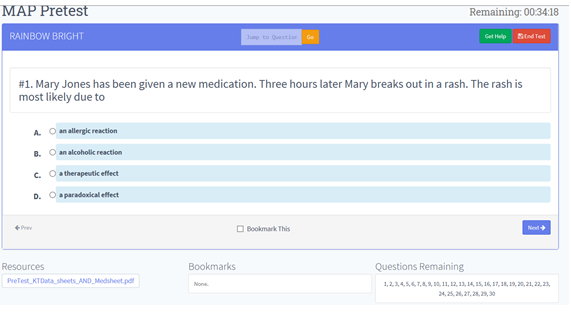 MAP Pretest
Remaining: 00:34:18
RAINBOW BRIGHT
Jump to Question
Go
Get Help
End Test
#1. Mary Jones has been given a new medication. Three hours later Mary breaks out in a rash. The rash is
most likely due to
A. an allergic reaction
B. an alcoholic reaction
C. a therapeutic effect
D. a paradoxical effect
Prev
Bookmark This
Next
Resources
PreTest_KTData_sheets_AND_Medsheet.pdf
Bookmarks
None.
Questions Remaining
1, 2, 3, 4, 5, 6, 7, 8, 9, 10, 11, 12, 13, 14, 15, 16, 17, 18, 19, 20, 21, 22, 23,
24, 25, 26, 27, 28, 29, 30